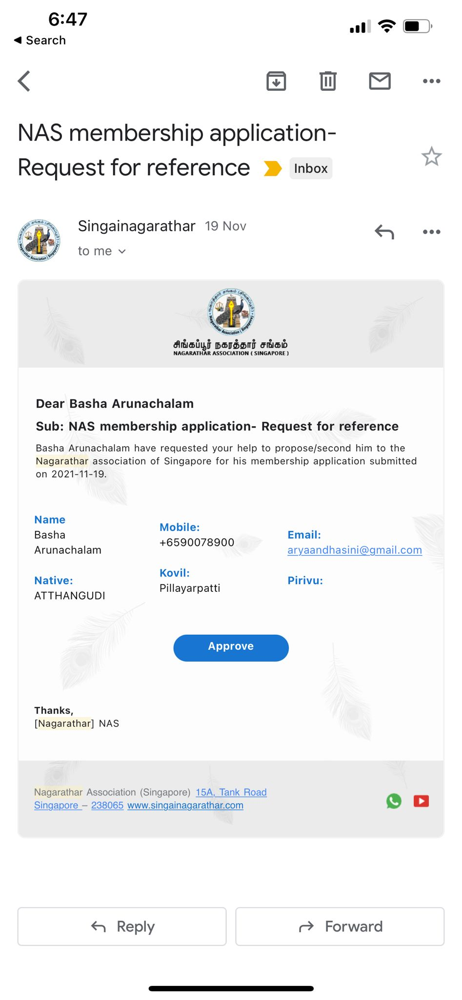 6:47
Search
NAS membership application-
Request for reference Inbox
Singainagarathar 19 Nov
to me
சிங்கப்பூர் நகரத்தார் சங்கம்
NAGARATHAR ASSOCIATION ( SINGAPORE )
Dear Basha Arunachalam
Sub: NAS membership application- Request for reference
Basha Arunachalam have requested your help to propose/second him to the
Nagarathar association of Singapore for his membership application submitted
on 2021-11-19.
Name
Basha
Arunachalam
Mobile:
+6590078900
Email:
aryaandhasini@gmail.com
Native:
ATTHANGUDI
Kovil:
Pillayarpatti
Pirivu:
Approve
Thanks,
[Nagarathar] NAS
Nagarathar Association (Singapore) 15A, Tank Road
Singapore – 238065 www.singainagarathar.com
Reply
Forward